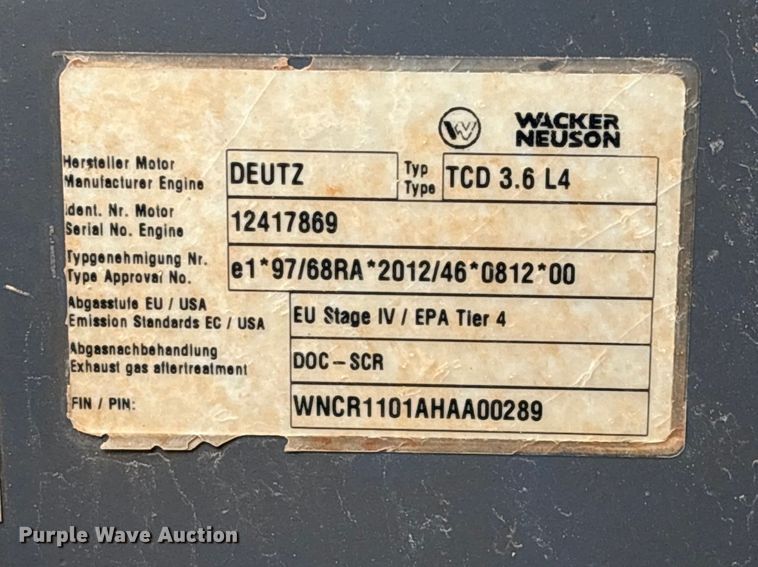 WACKER
NEUSON
Hersteller Motor
Manufacturer Engine
DEUTZ
Typ
Type
TCD 3.6 L4
Ident. Nr. Motor
Serial No. Engine
12417869
Typgenehmigung Nr.
Type Approval No.
e1*97/68RA*2012/46*0812*00
Abgasstufe EU / USA
Emission Standards EC / USA
EU Stage IV / EPA Tier 4
Abgasnachbehandlung
Exhaust gas aftertreatment
DOC-SCR
FIN / PIN:
WNCR1101AHAA00289
Purple Wave Auction